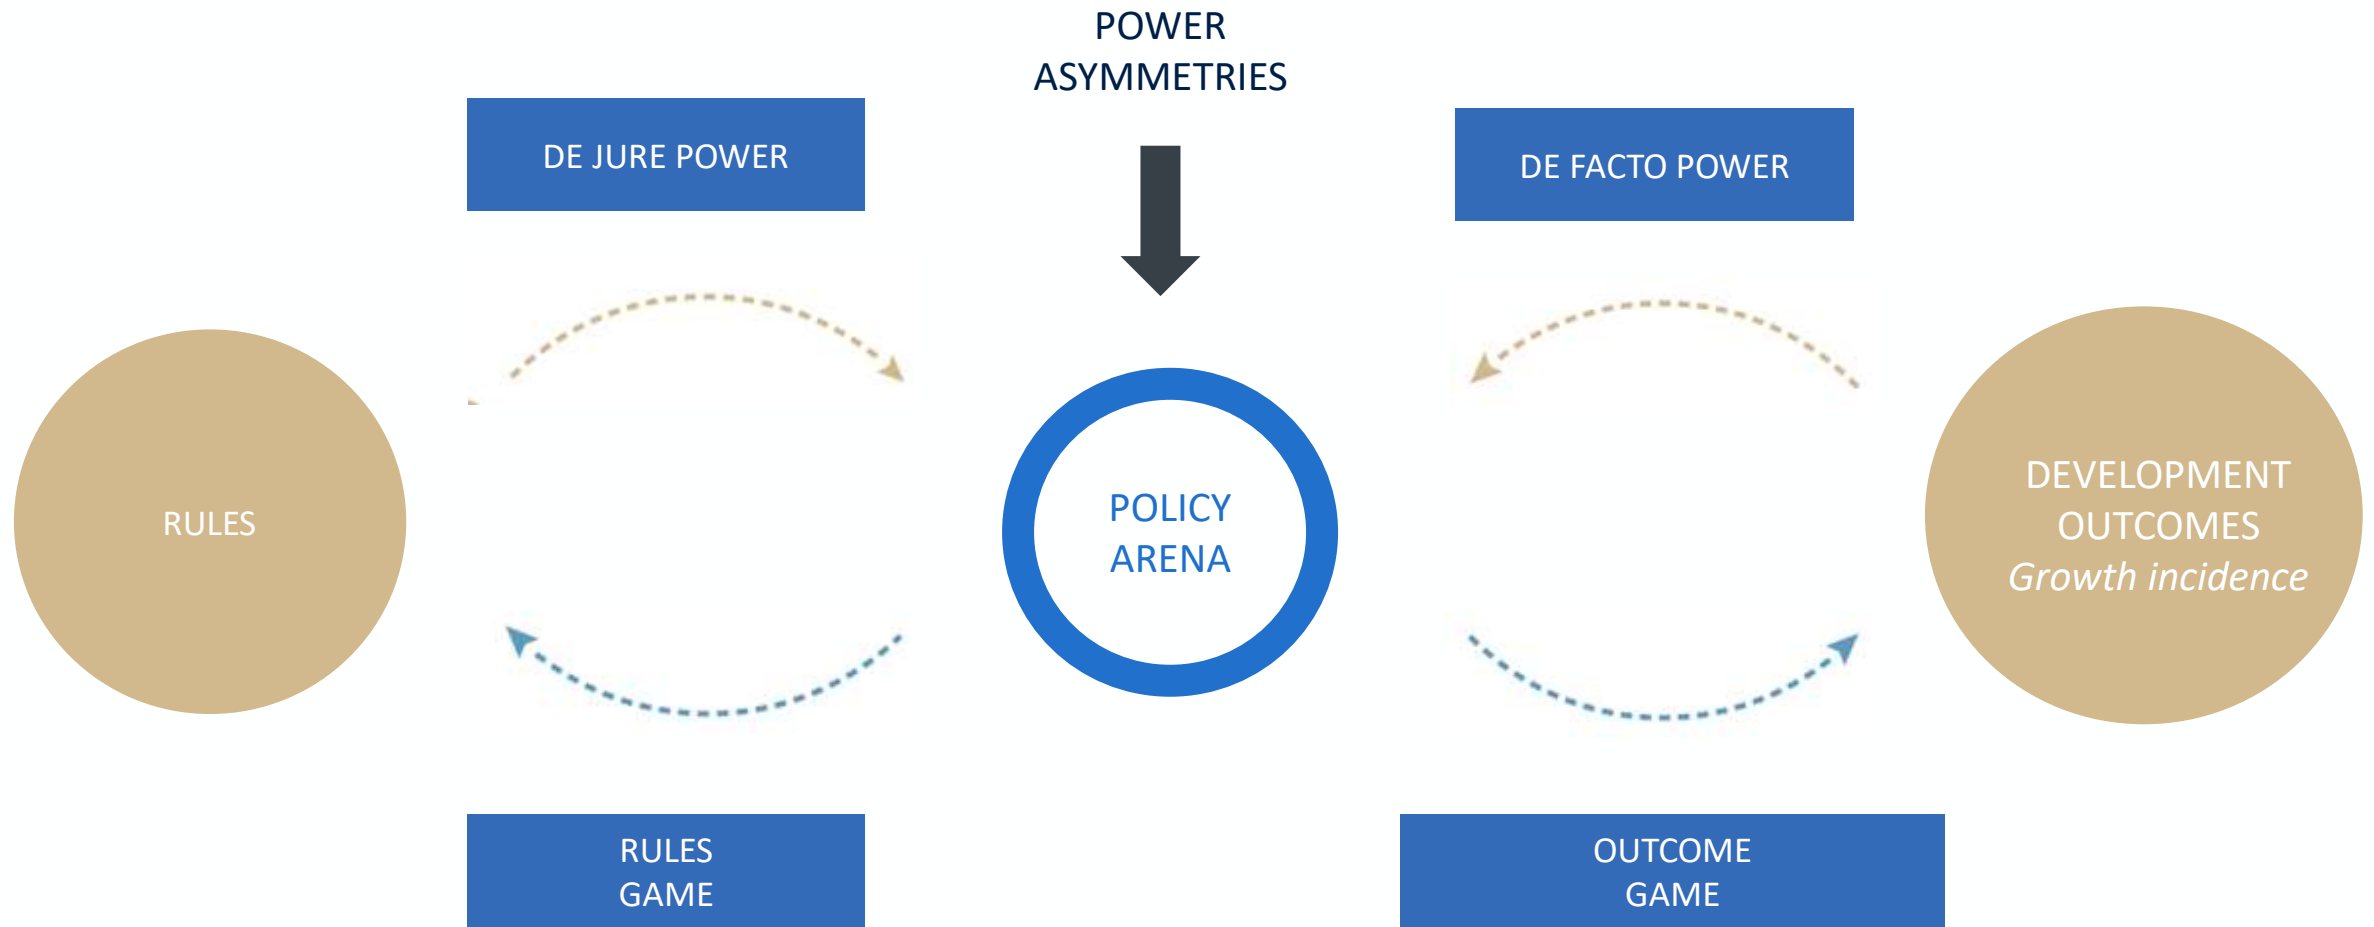 POWER
ASYMMETRIES
DE JURE POWER
DE FACTO POWER
RULES
POLICY
ARENA
DEVELOPMENT
OUTCOMES
Growth incidence
RULES
GAME
OUTCOME
GAME